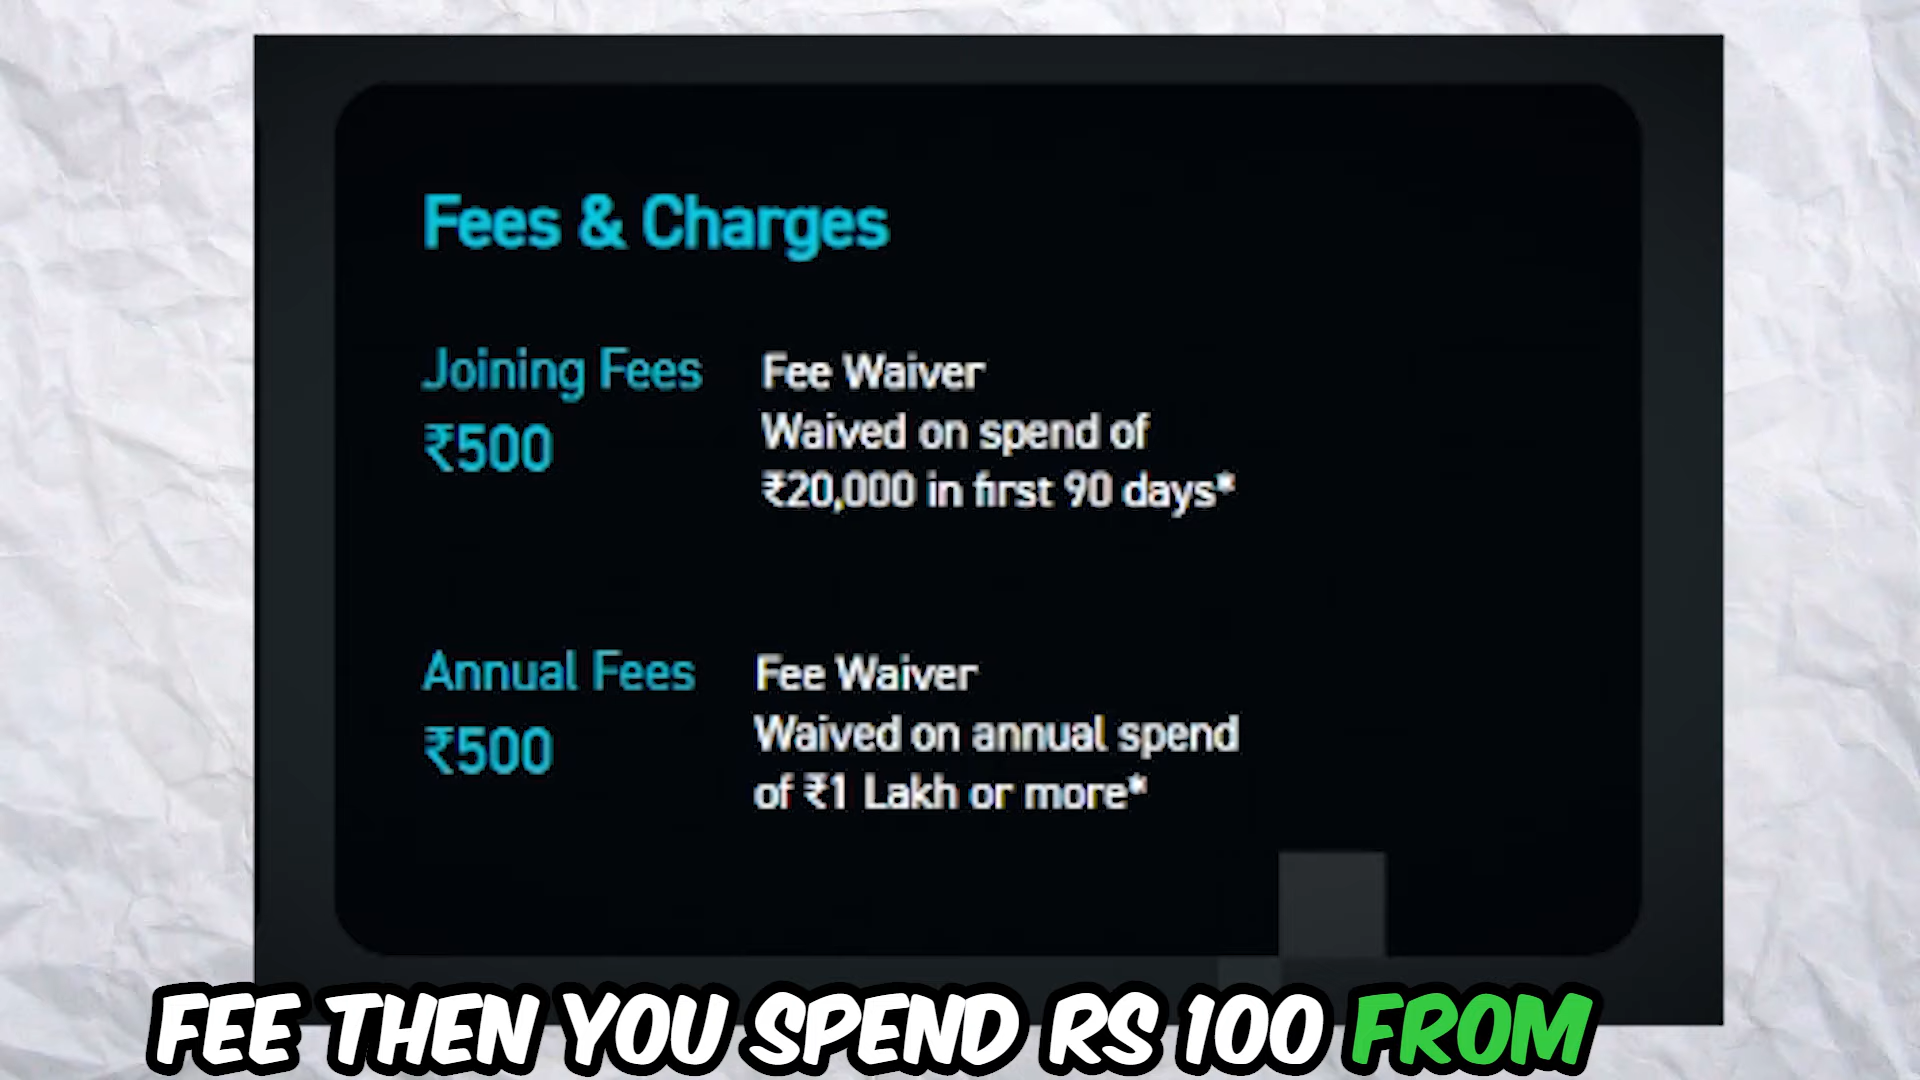 Fees & Charges
Joining Fees
₹500
Fee Waiver
Waived on spend of
₹20,000 in first 90 days*
Annual Fees
₹500
Fee Waiver
Waived on annual spend
of ₹1 Lakh or more*
FEE THEN YOU SPEND RS 100 FROM